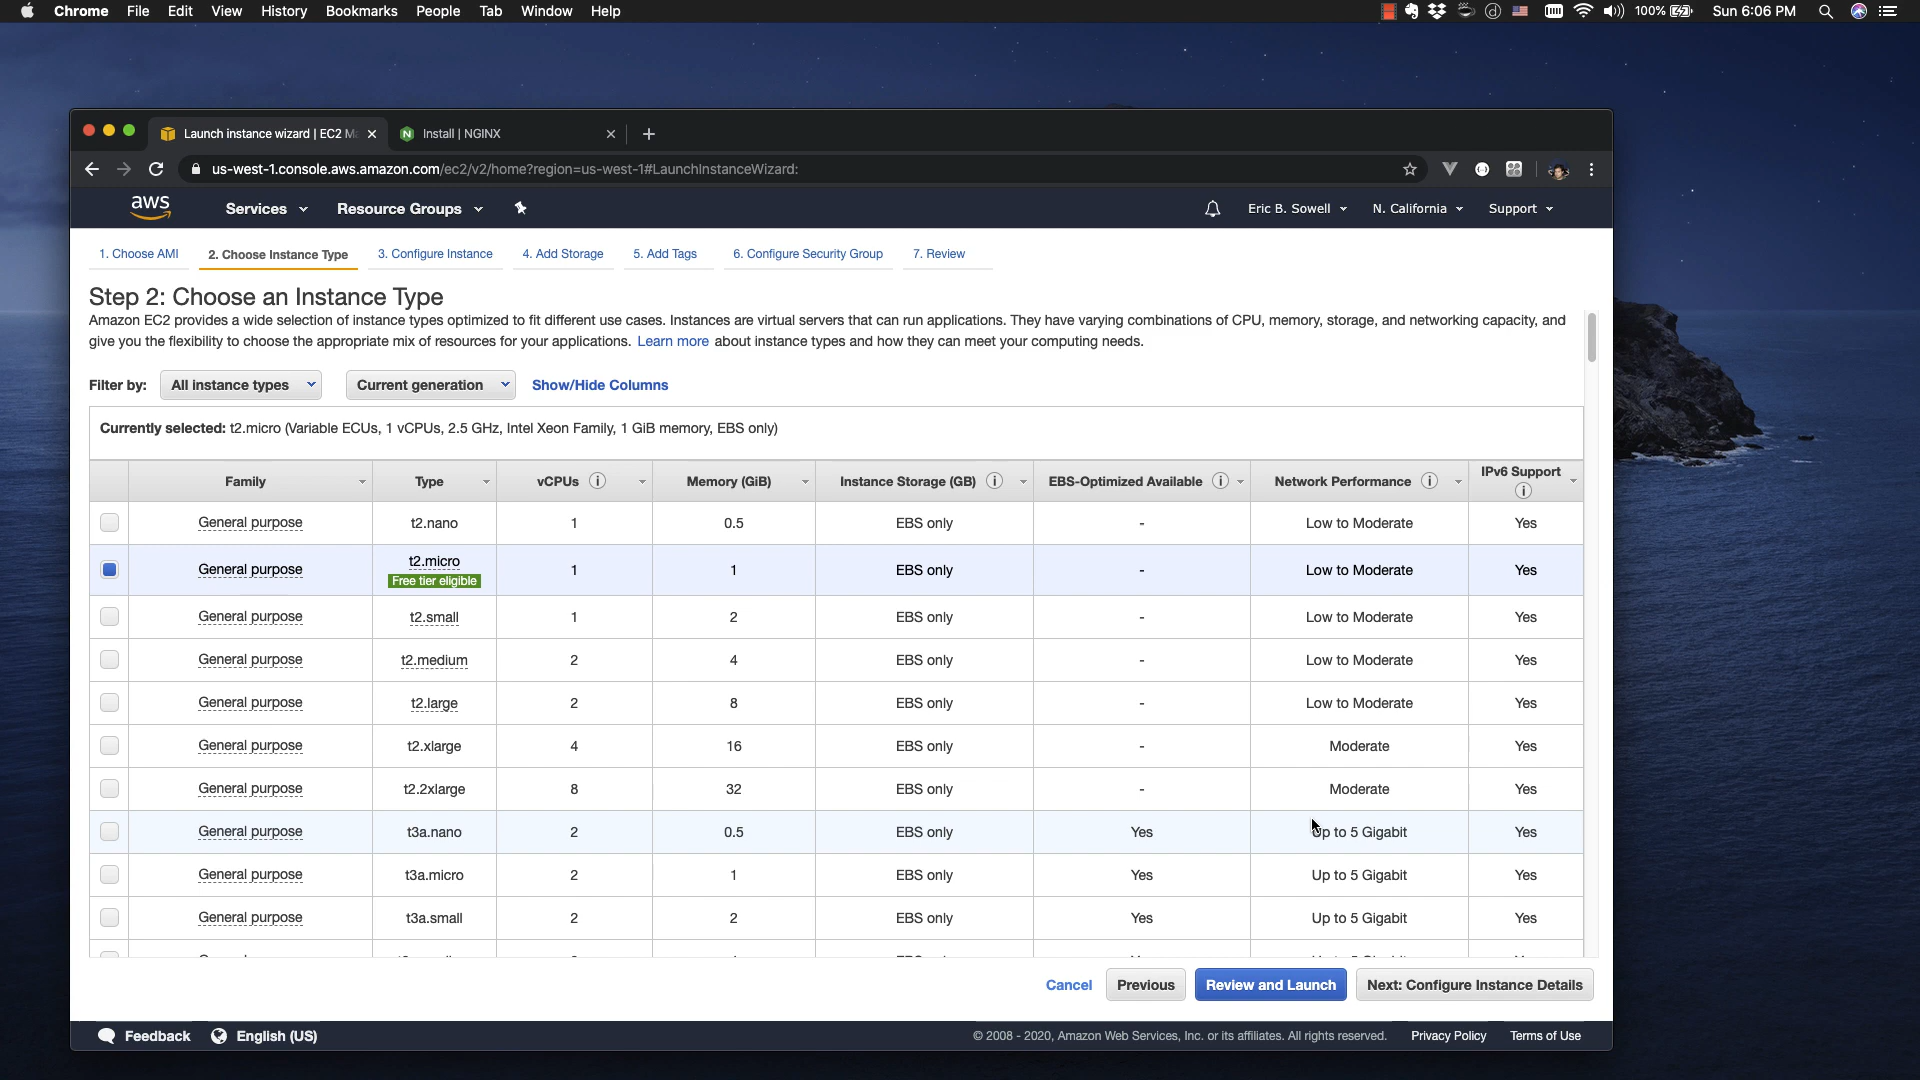 Chrome File Edit View History Bookmarks People Tab Window Help 100% Sun 6:06 PM
Launch instance wizard | EC2 M Install | NGINX
us-west-1.console.aws.amazon.com/ec2/v2/home?region=us-west-1#LaunchInstanceWizard:
aws Services Resource Groups Eric B. Sowell N. California Support
1. Choose AMI 2. Choose Instance Type 3. Configure Instance 4. Add Storage 5. Add Tags 6. Configure Security Group 7. Review
Step 2: Choose an Instance Type
Amazon EC2 provides a wide selection of instance types optimized to fit different use cases. Instances are virtual servers that can run applications. They have varying combinations of CPU, memory, storage, and networking capacity, and
give you the flexibility to choose the appropriate mix of resources for your applications. Learn more about instance types and how they can meet your computing needs.
Filter by: All instance types Current generation Show/Hide Columns
Currently selected: t2.micro (Variable ECUs, 1 vCPUs, 2.5 GHz, Intel Xeon Family, 1 GiB memory, EBS only)
Family Type vCPUs i Memory (GiB) Instance Storage (GB) i EBS-Optimized Available i Network Performance i IPv6 Support i
General purpose t2.nano 1 0.5 EBS only - Low to Moderate Yes
General purpose t2.micro Free tier eligible 1 1 EBS only - Low to Moderate Yes
General purpose t2.small 1 2 EBS only - Low to Moderate Yes
General purpose t2.medium 2 4 EBS only - Low to Moderate Yes
General purpose t2.large 2 8 EBS only - Low to Moderate Yes
General purpose t2.xlarge 4 16 EBS only - Moderate Yes
General purpose t2.2xlarge 8 32 EBS only - Moderate Yes
General purpose t3a.nano 2 0.5 EBS only Yes Up to 5 Gigabit Yes
General purpose t3a.micro 2 1 EBS only Yes Up to 5 Gigabit Yes
General purpose t3a.small 2 2 EBS only Yes Up to 5 Gigabit Yes
Cancel Previous Review and Launch Next: Configure Instance Details
Feedback English (US) © 2008 - 2020, Amazon Web Services, Inc. or its affiliates. All rights reserved. Privacy Policy Terms of Use